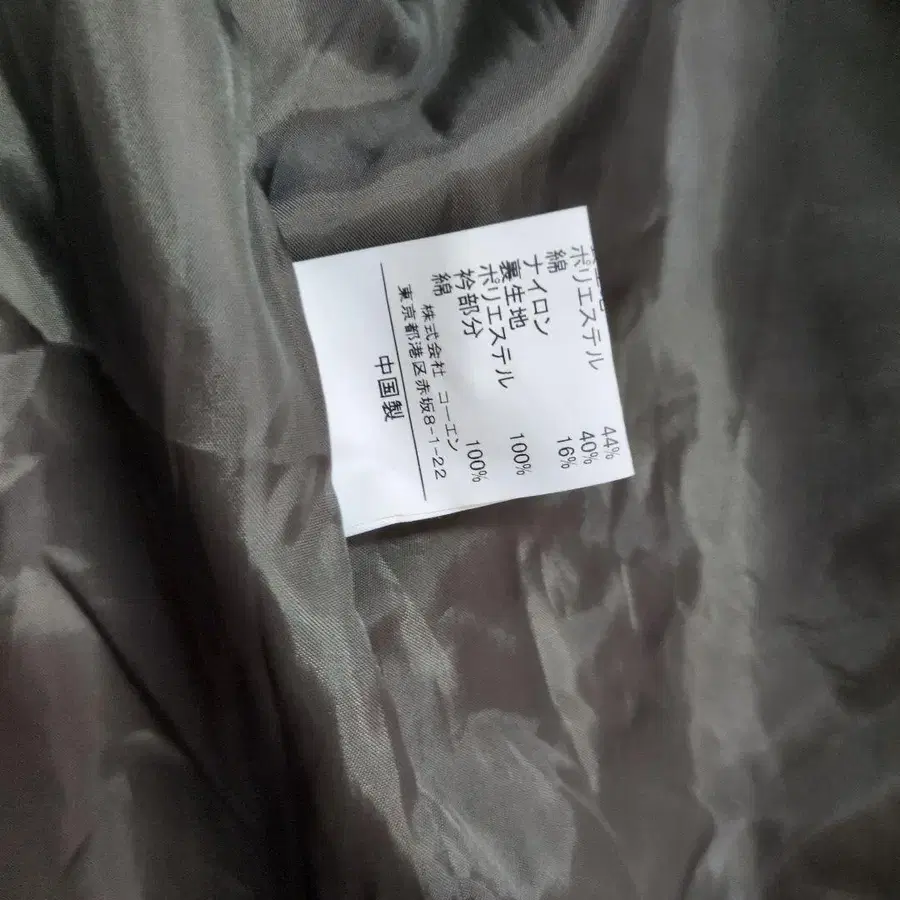 ポリエステル 44%
綿 40%
ナイロン 16%
裏生地
ポリエステル 100%
衿部分
綿 100%
株式会社 コーエン
東京都港区赤坂8-1-22
中国製